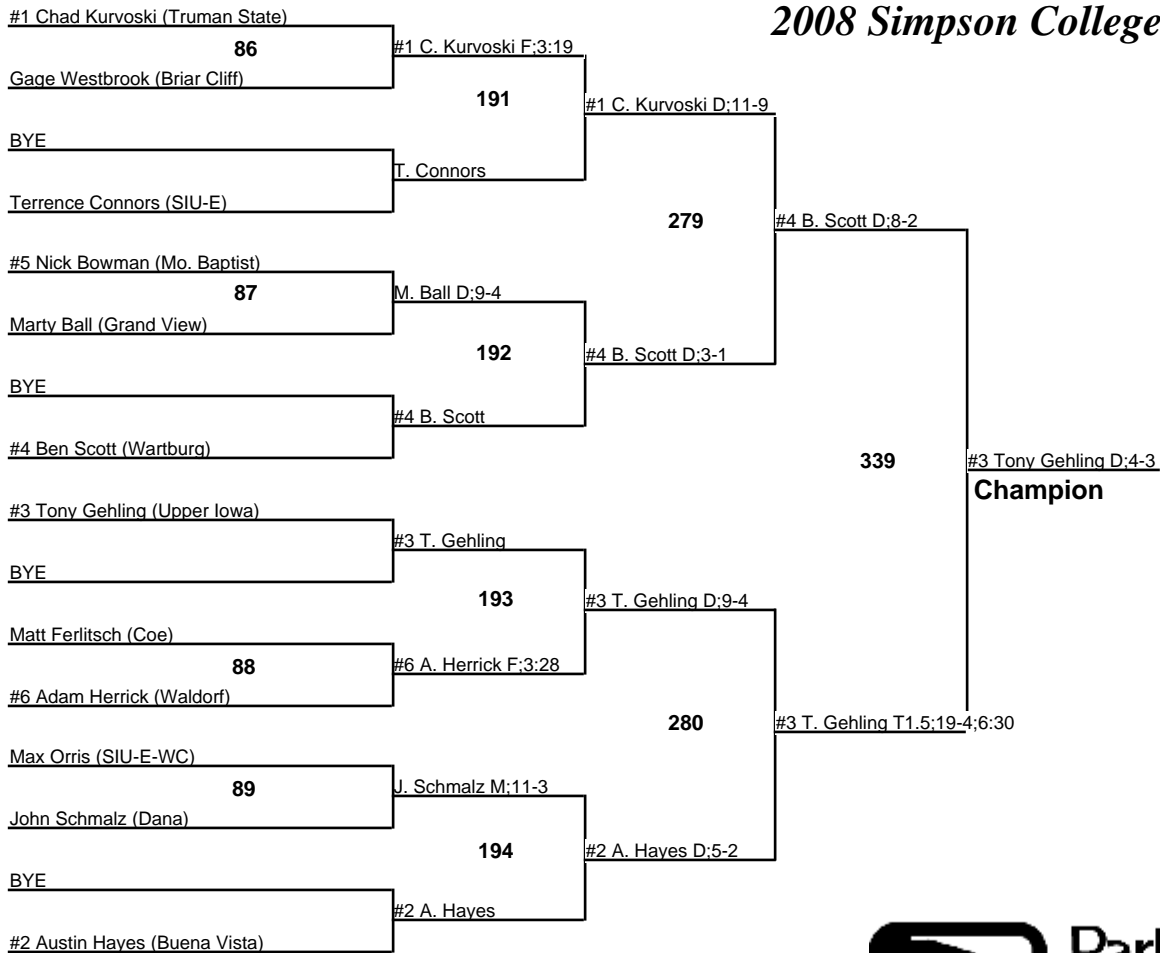 2008 Simpson College
#1 Chad Kurvoski (Truman State)
86
Gage Westbrook (Briar Cliff)
#1 C. Kurvoski F;3:19
191
BYE
Terrence Connors (SIU-E)
T. Connors
#1 C. Kurvoski D;11-9
279
#5 Nick Bowman (Mo. Baptist)
87
Marty Ball (Grand View)
M. Ball D;9-4
192
BYE
#4 Ben Scott (Wartburg)
#4 B. Scott
#4 B. Scott D;3-1
#4 B. Scott D;8-2
339
#3 Tony Gehling D;4-3
Champion
#3 Tony Gehling (Upper Iowa)
BYE
#3 T. Gehling
193
Matt Ferlitsch (Coe)
88
#6 Adam Herrick (Waldorf)
#6 A. Herrick F;3:28
#3 T. Gehling D;9-4
280
#3 T. Gehling T1.5;19-4;6:30
Max Orris (SIU-E-WC)
89
John Schmalz (Dana)
J. Schmalz M;11-3
194
BYE
#2 Austin Hayes (Buena Vista)
#2 A. Hayes
#2 A. Hayes D;5-2